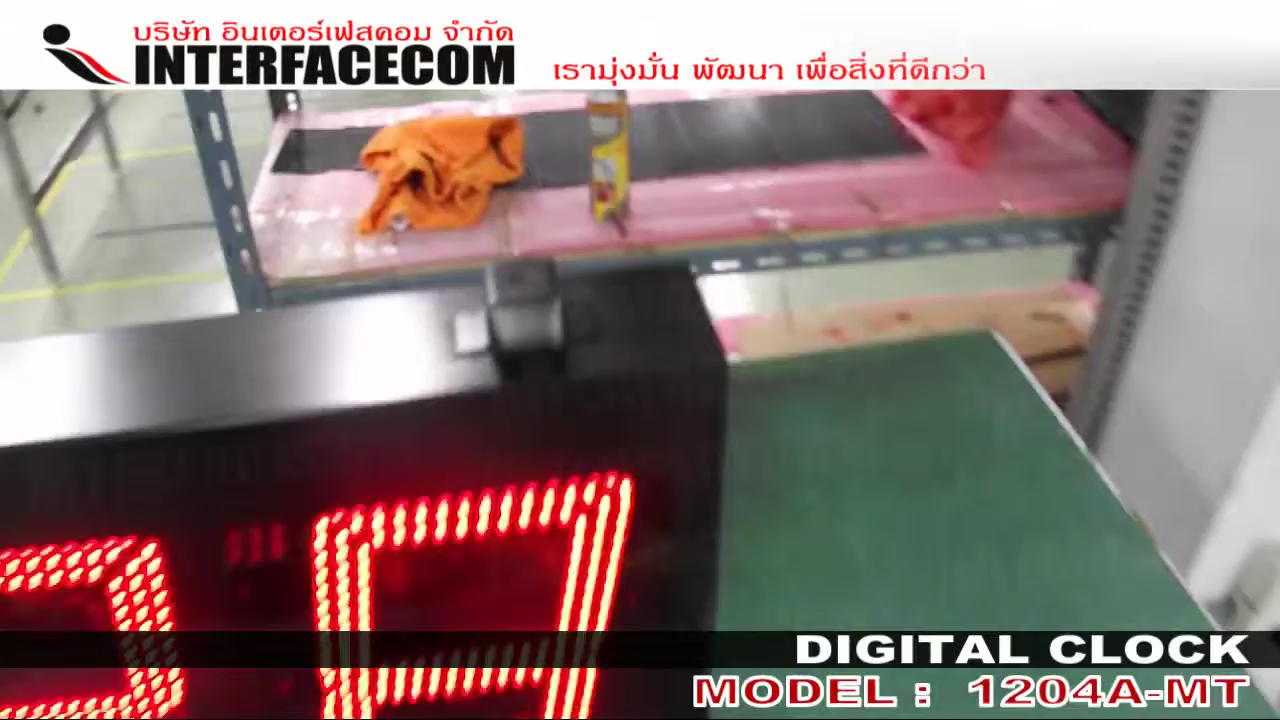 บริษัท อินเตอร์เฟสคอม จำกัด
INTERFACECOM
เรามุ่งมั่น พัฒนา เพื่อสิ่งที่ดีกว่า
DIGITAL CLOCK
MODEL : 1204A-MT